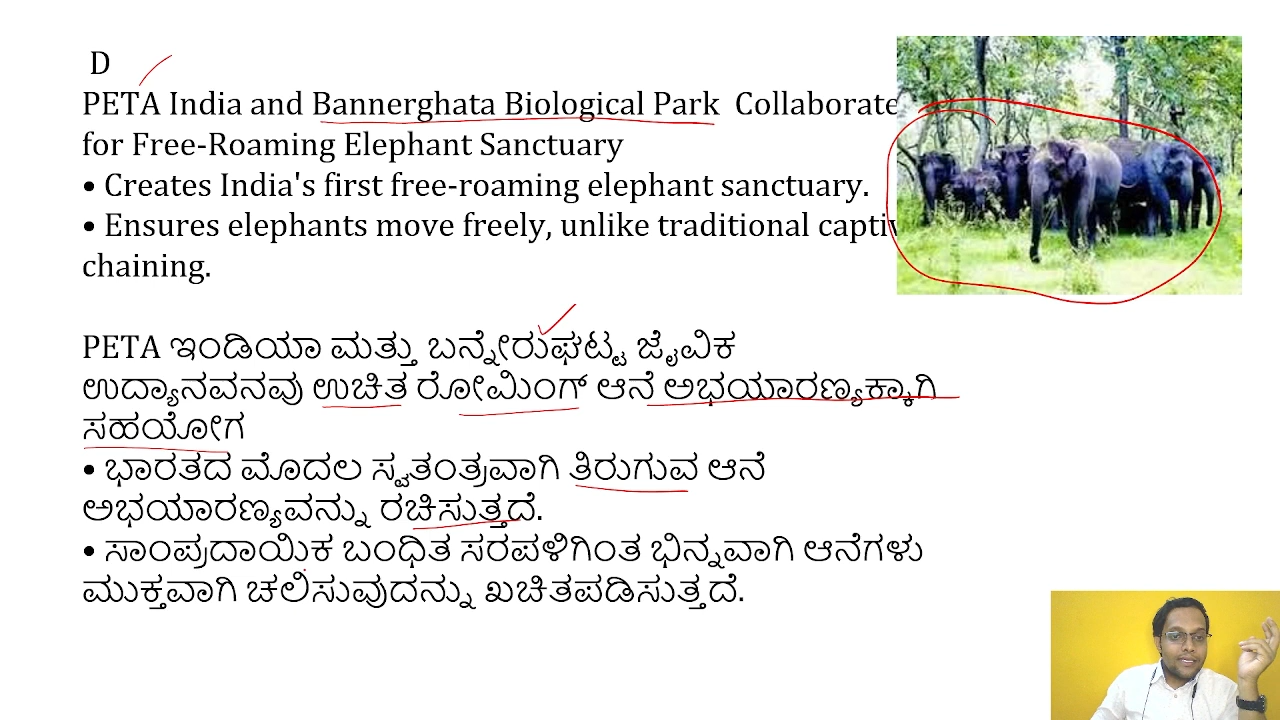 D
PETA India and Bannerghata Biological Park Collaborate
for Free-Roaming Elephant Sanctuary
• Creates India's first free-roaming elephant sanctuary.
• Ensures elephants move freely, unlike traditional
chaining.
PETA ಇಂಡಿಯಾ ಮತ್ತು ಬನ್ನೇರುಘಟ್ಟ ಜೈವಿಕ
ಉದ್ಯಾನವನವು ಉಚಿತ ರೋಮಿಂಗ್ ಆನೆ ಅಭಯಾರಣ್ಯಕ್ಕಾಗಿ
ಸಹಯೋಗ
• ಭಾರತದ ಮೊದಲ ಸ್ವತಂತ್ರವಾಗಿ ತಿರುಗುವ ಆನೆ
ಅಭಯಾರಣ್ಯವನ್ನು ರಚಿಸುತ್ತದೆ.
• ಸಾಂಪ್ರದಾಯಿಕ ಬಂಧಿತ ಸರಪಳಿಗಿಂತ ಭಿನ್ನವಾಗಿ ಆನೆಗಳು
ಮುಕ್ತವಾಗಿ ಚಲಿಸುವುದನ್ನು ಖಚಿತಪಡಿಸುತ್ತದೆ.